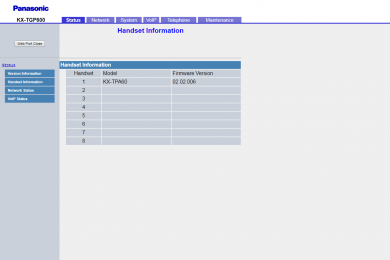 Panasonic
KX-TGP600
Status Network System VoIP Telephone Maintenance
Web Port Close
Handset Information
Status
Version Information
Handset Information
Network Status
VoIP Status
Handset Information
Handset Model Firmware Version
1 KX-TPA60 02.02.006
2
3
4
5
6
7
8